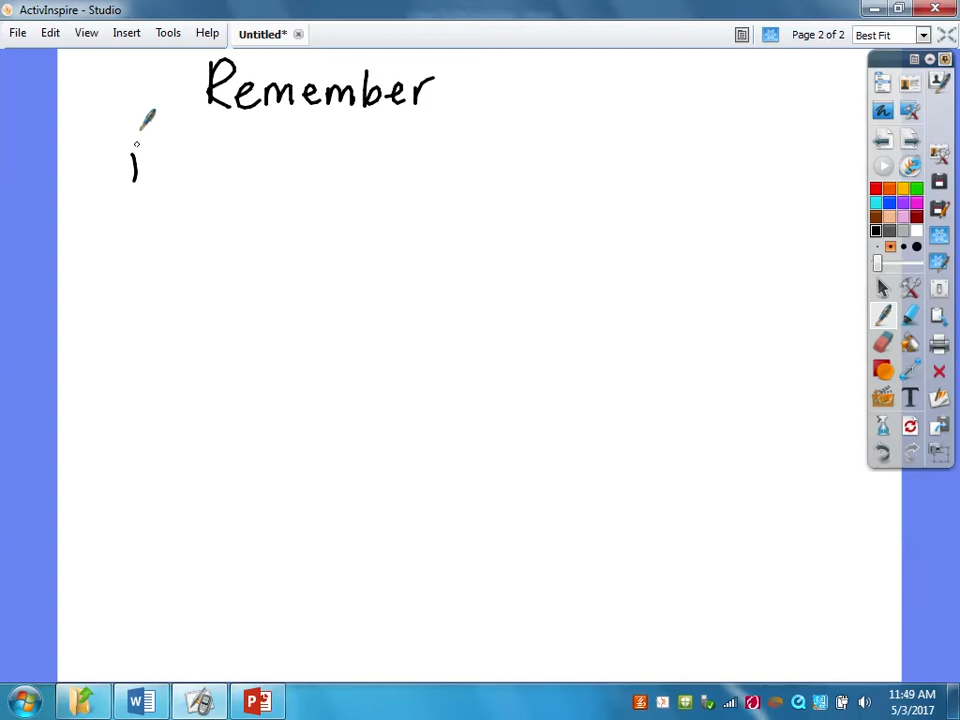 ActivInspire - Studio
File Edit View Insert Tools Help Untitled* Page 2 of 2 Best Fit
Remember
i
11:49 AM
5/3/2017